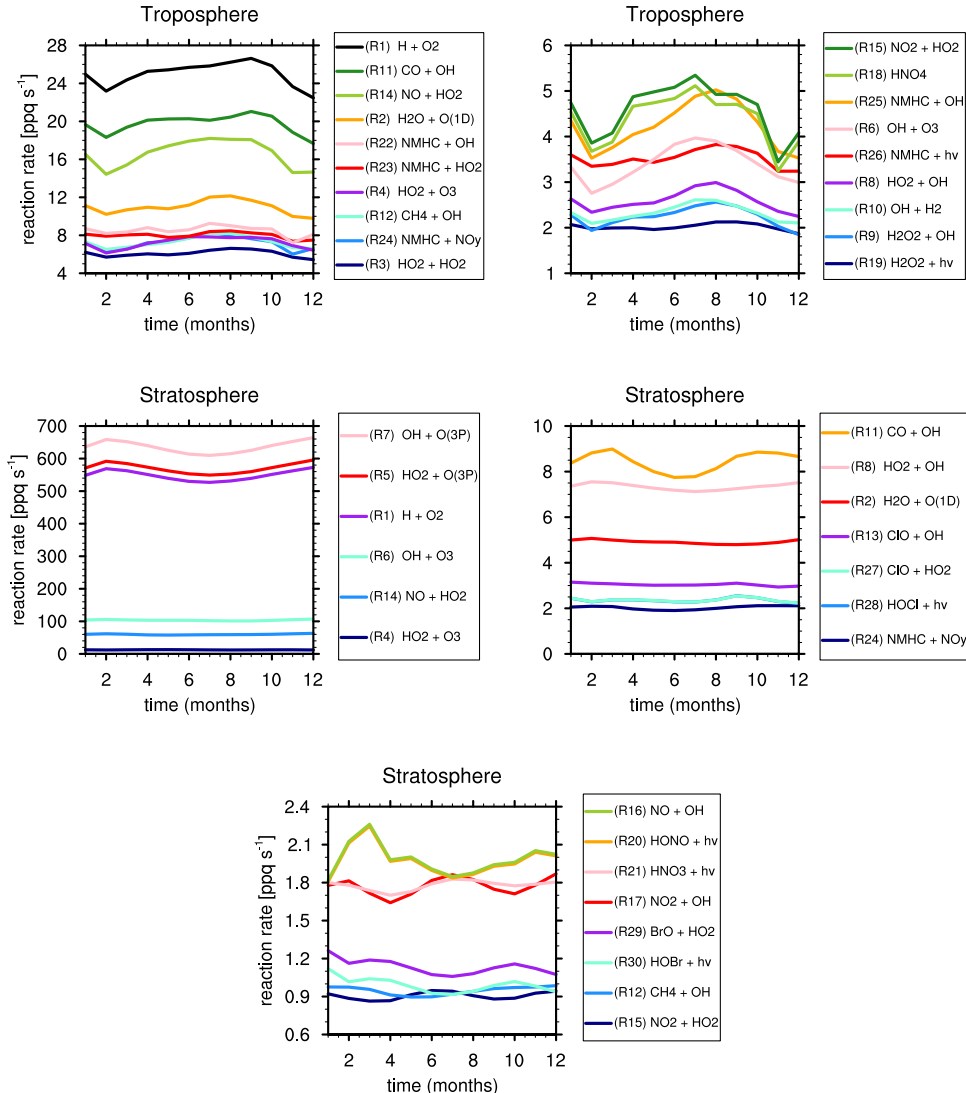 Troposphere
reaction rate [ppq s-1]
28
24
20
16
12
8
4
2 4 6 8 10 12
time (months)
(R1) H + O2
(R11) CO + OH
(R14) NO + HO2
(R2) H2O + O(1D)
(R22) NMHC + OH
(R23) NMHC + HO2
(R4) HO2 + O3
(R12) CH4 + OH
(R24) NMHC + NOy
(R3) HO2 + HO2
Troposphere
6
5
4
3
2
1
2 4 6 8 10 12
time (months)
(R15) NO2 + HO2
(R18) HNO4
(R25) NMHC + OH
(R6) OH + O3
(R26) NMHC + hv
(R8) HO2 + OH
(R10) OH + H2
(R9) H2O2 + OH
(R19) H2O2 + hv
Stratosphere
reaction rate [ppq s-1]
700
600
500
400
300
200
100
0
2 4 6 8 10 12
time (months)
(R7) OH + O(3P)
(R5) HO2 + O(3P)
(R1) H + O2
(R6) OH + O3
(R14) NO + HO2
(R4) HO2 + O3
Stratosphere
10
8
6
4
2
0
2 4 6 8 10 12
time (months)
(R11) CO + OH
(R8) HO2 + OH
(R2) H2O + O(1D)
(R13) ClO + OH
(R27) ClO + HO2
(R28) HOCl + hv
(R24) NMHC + NOy
Stratosphere
reaction rate [ppq s-1]
2.4
2.1
1.8
1.5
1.2
0.9
0.6
2 4 6 8 10 12
time (months)
(R16) NO + OH
(R20) HONO + hv
(R21) HNO3 + hv
(R17) NO2 + OH
(R29) BrO + HO2
(R30) HOBr + hv
(R12) CH4 + OH
(R15) NO2 + HO2